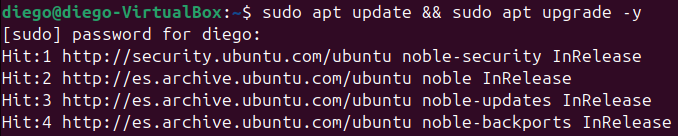 diego@diego-VirtualBox:~$ sudo apt update && sudo apt upgrade -y
[sudo] password for diego:
Hit:1 http://security.ubuntu.com/ubuntu noble-security InRelease
Hit:2 http://es.archive.ubuntu.com/ubuntu noble InRelease
Hit:3 http://es.archive.ubuntu.com/ubuntu noble-updates InRelease
Hit:4 http://es.archive.ubuntu.com/ubuntu noble-backports InRelease